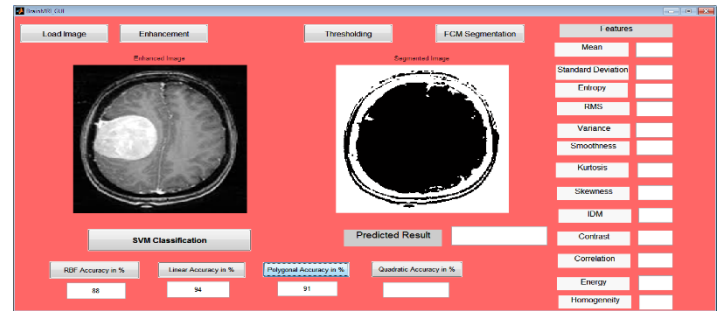 BrainMRI_GUI
Load Image
Enhancement
Thresholding
FCM Segmentation
Features
Enhanced Image
Segmented Image
Mean
Standard Deviation
Entropy
RMS
Variance
Smoothness
Kurtosis
Skewness
IDM
Contrast
Correlation
Energy
Homogeneity
SVM Classification
Predicted Result
RBF Accuracy in %
Linear Accuracy in %
Polygonal Accuracy in %
Quadratic Accuracy in %
88
94
91